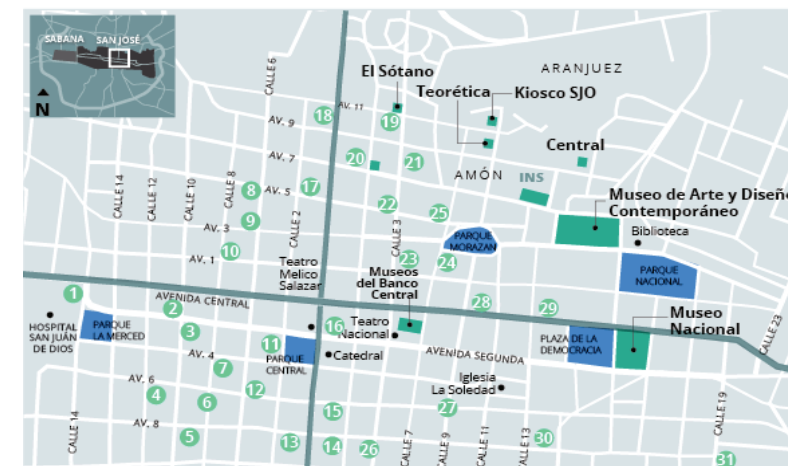 SABANA
SAN JOSÉ
N
CALLE 6
El Sótano
ARANJUEZ
Teorética
Kiosco SJO
AV. 11
18
19
AV. 9
Central
AV. 7
20
21
AMÓN
INS
CALLE 14
CALLE 12
CALLE 10
CALLE 8
8
AV. 5
17
CALLE 2
Museo de Arte y Diseño
Contemporáneo
22
25
9
AV. 3
CALLE 3
PARQUE
MORAZAN
Biblioteca
10
AV. 1
Teatro
Melico
Salazar
23
24
Museos
del Banco
Central
PARQUE
NACIONAL
1
AVENIDA CENTRAL
2
28
29
Museo
Nacional
HOSPITAL
SAN JUÁN
DE DIOS
PARQUE
LA MERCED
3
16
Teatro
Nacional
PLAZA DE LA
DEMOCRACIA
CALLE 23
11
PARQUE
CENTRAL
Catedral
AVENIDA SEGUNDA
AV. 4
7
AV. 6
12
Iglesia
La Soledad
4
6
15
27
CALLE 14
AV. 8
5
13
14
26
CALLE 7
CALLE 9
CALLE 11
CALLE 13
30
CALLE 19
31